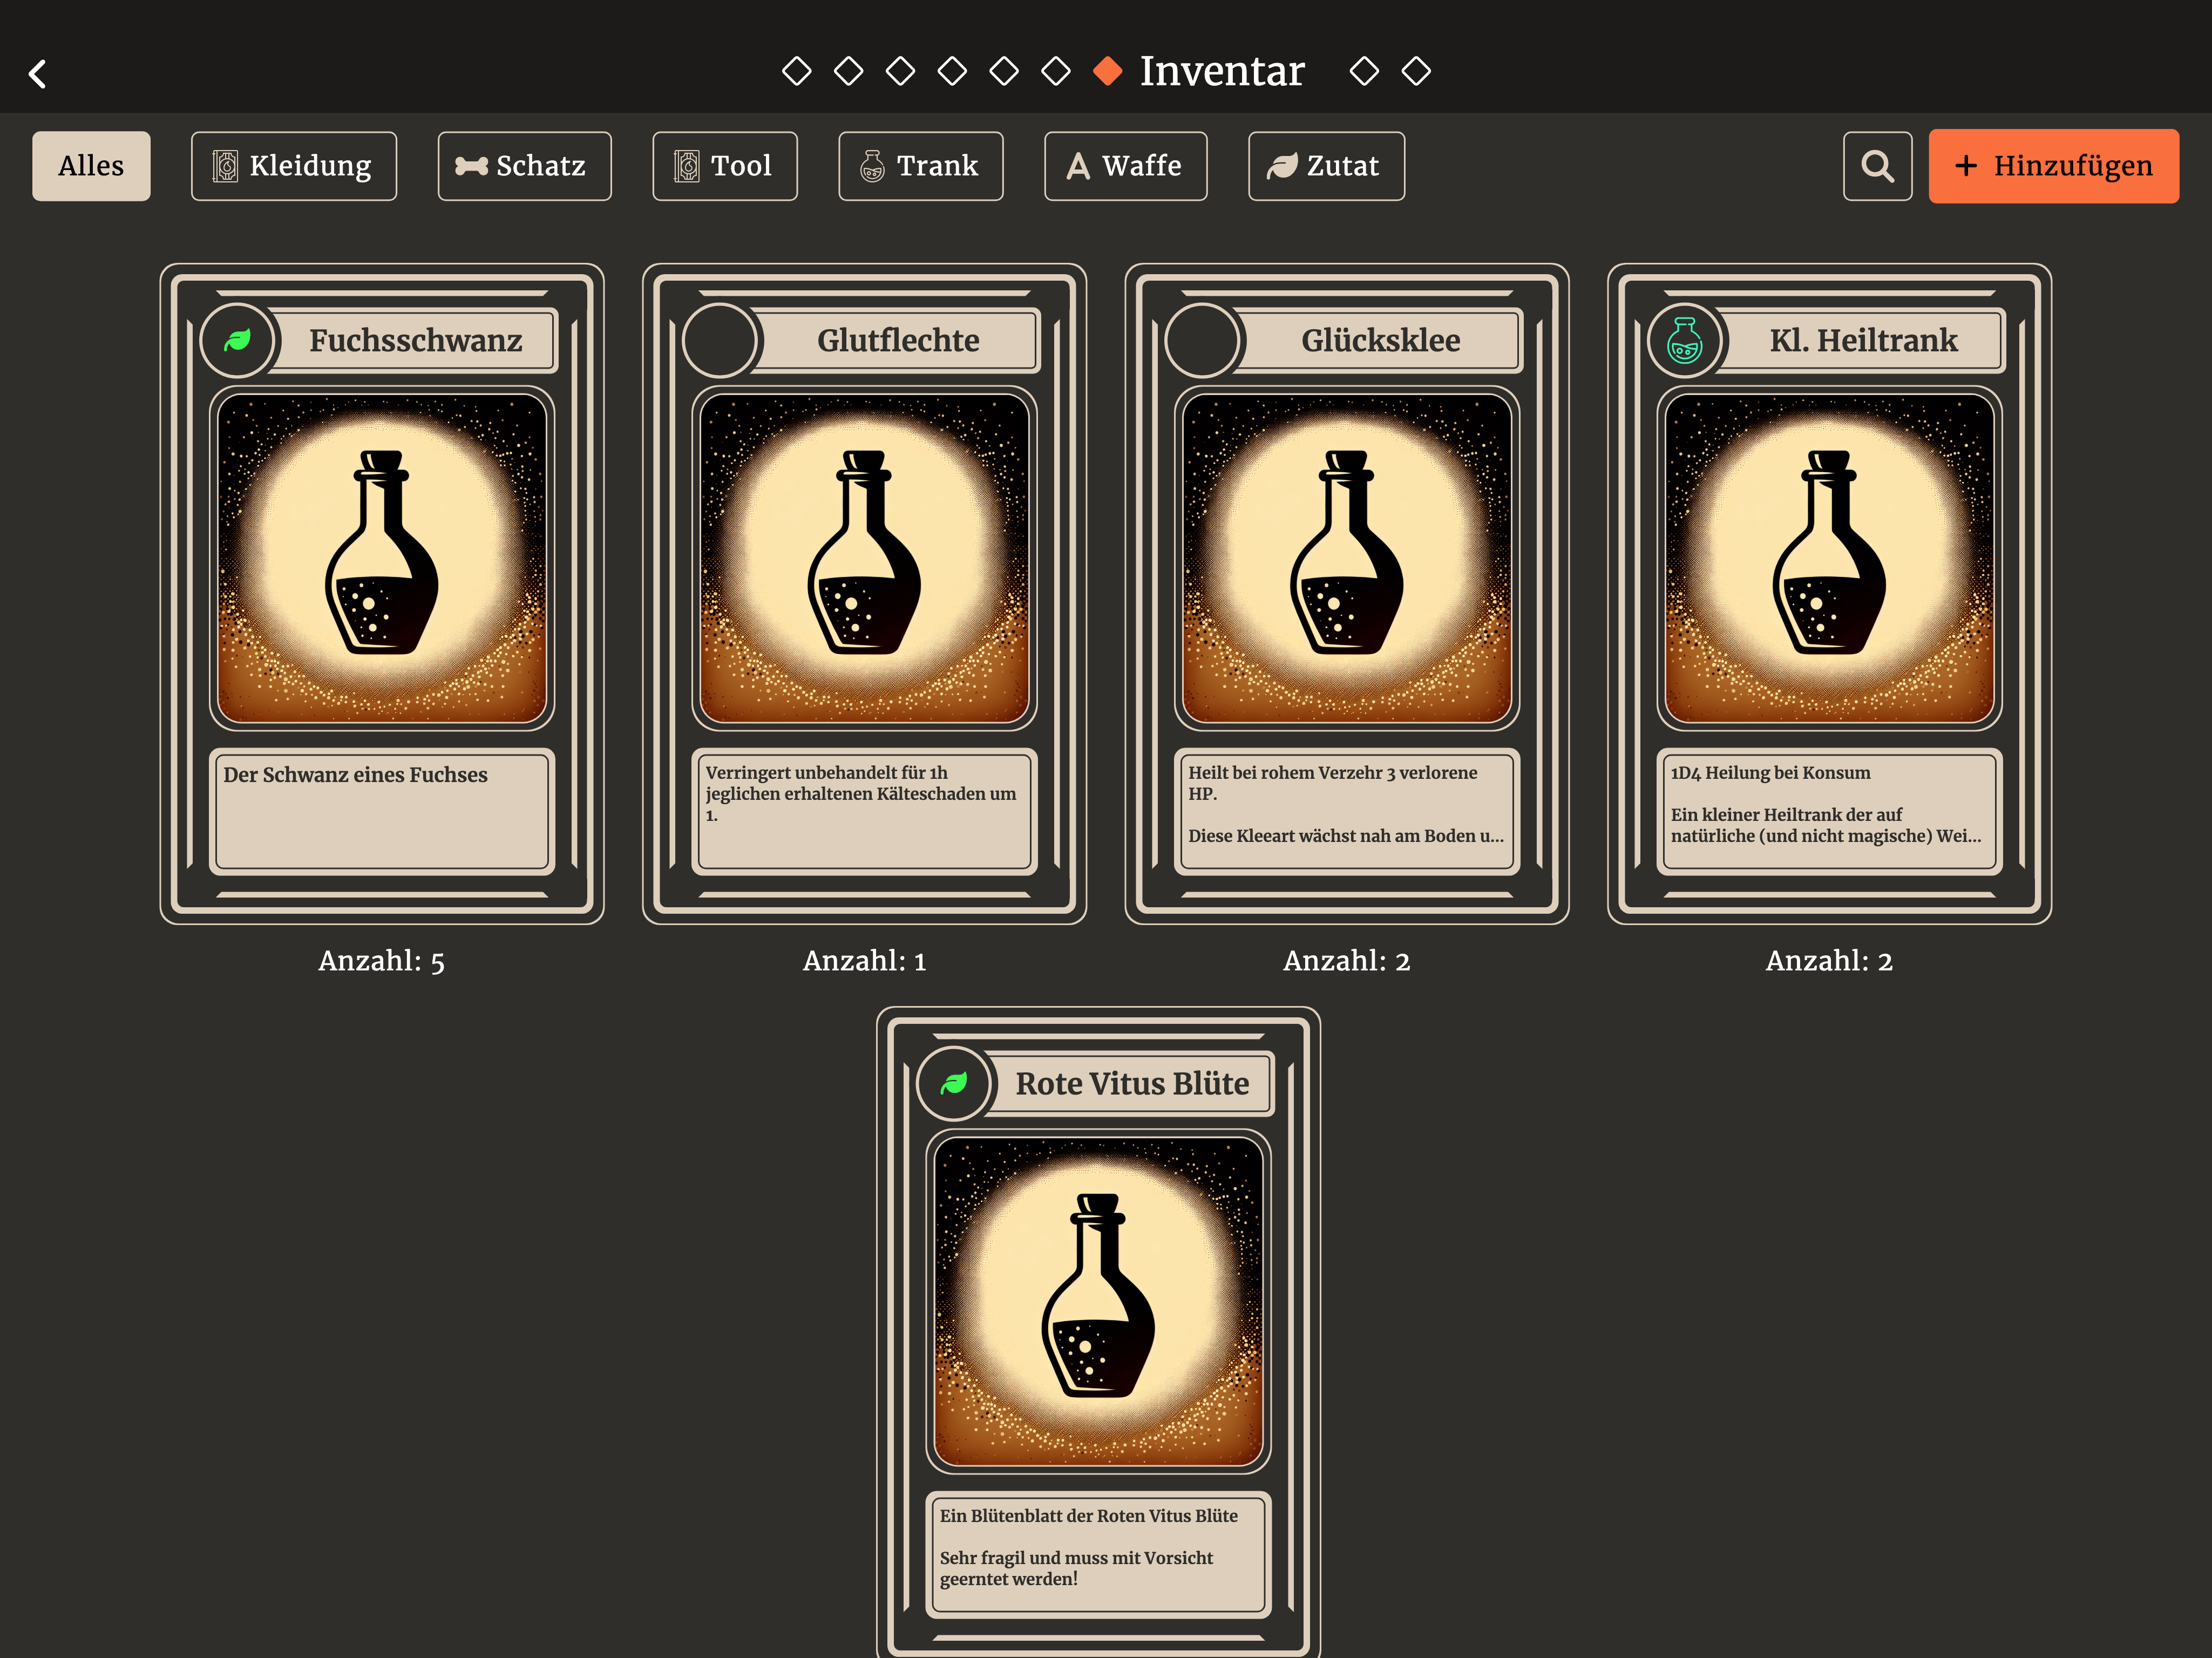 Inventar
Alles
Kleidung
Schatz
Tool
Trank
Waffe
Zutat
Hinzufügen
Fuchsschwanz
Der Schwanz eines Fuchses
Anzahl: 5
Glutflechte
Verringert unbehandelt für 1h
jeglichen erhaltenen Kälteschaden um
1.
Anzahl: 1
Glücksklee
Heilt bei rohem Verzehr 3 verlorene
HP.
Diese Kleeart wächst nah am Boden u...
Anzahl: 2
Kl. Heiltrank
1D4 Heilung bei Konsum
Ein kleiner Heiltrank der auf
natürliche (und nicht magische) Wei...
Anzahl: 2
Rote Vitus Blüte
Ein Blütenblatt der Roten Vitus Blüte
Sehr fragil und muss mit Vorsicht
geerntet werden!